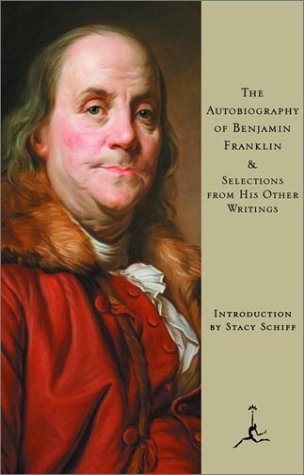 The
Autobiography
of Benjamin
Franklin
&
Selections
from His Other
Writings
Introduction
by Stacy Schiff